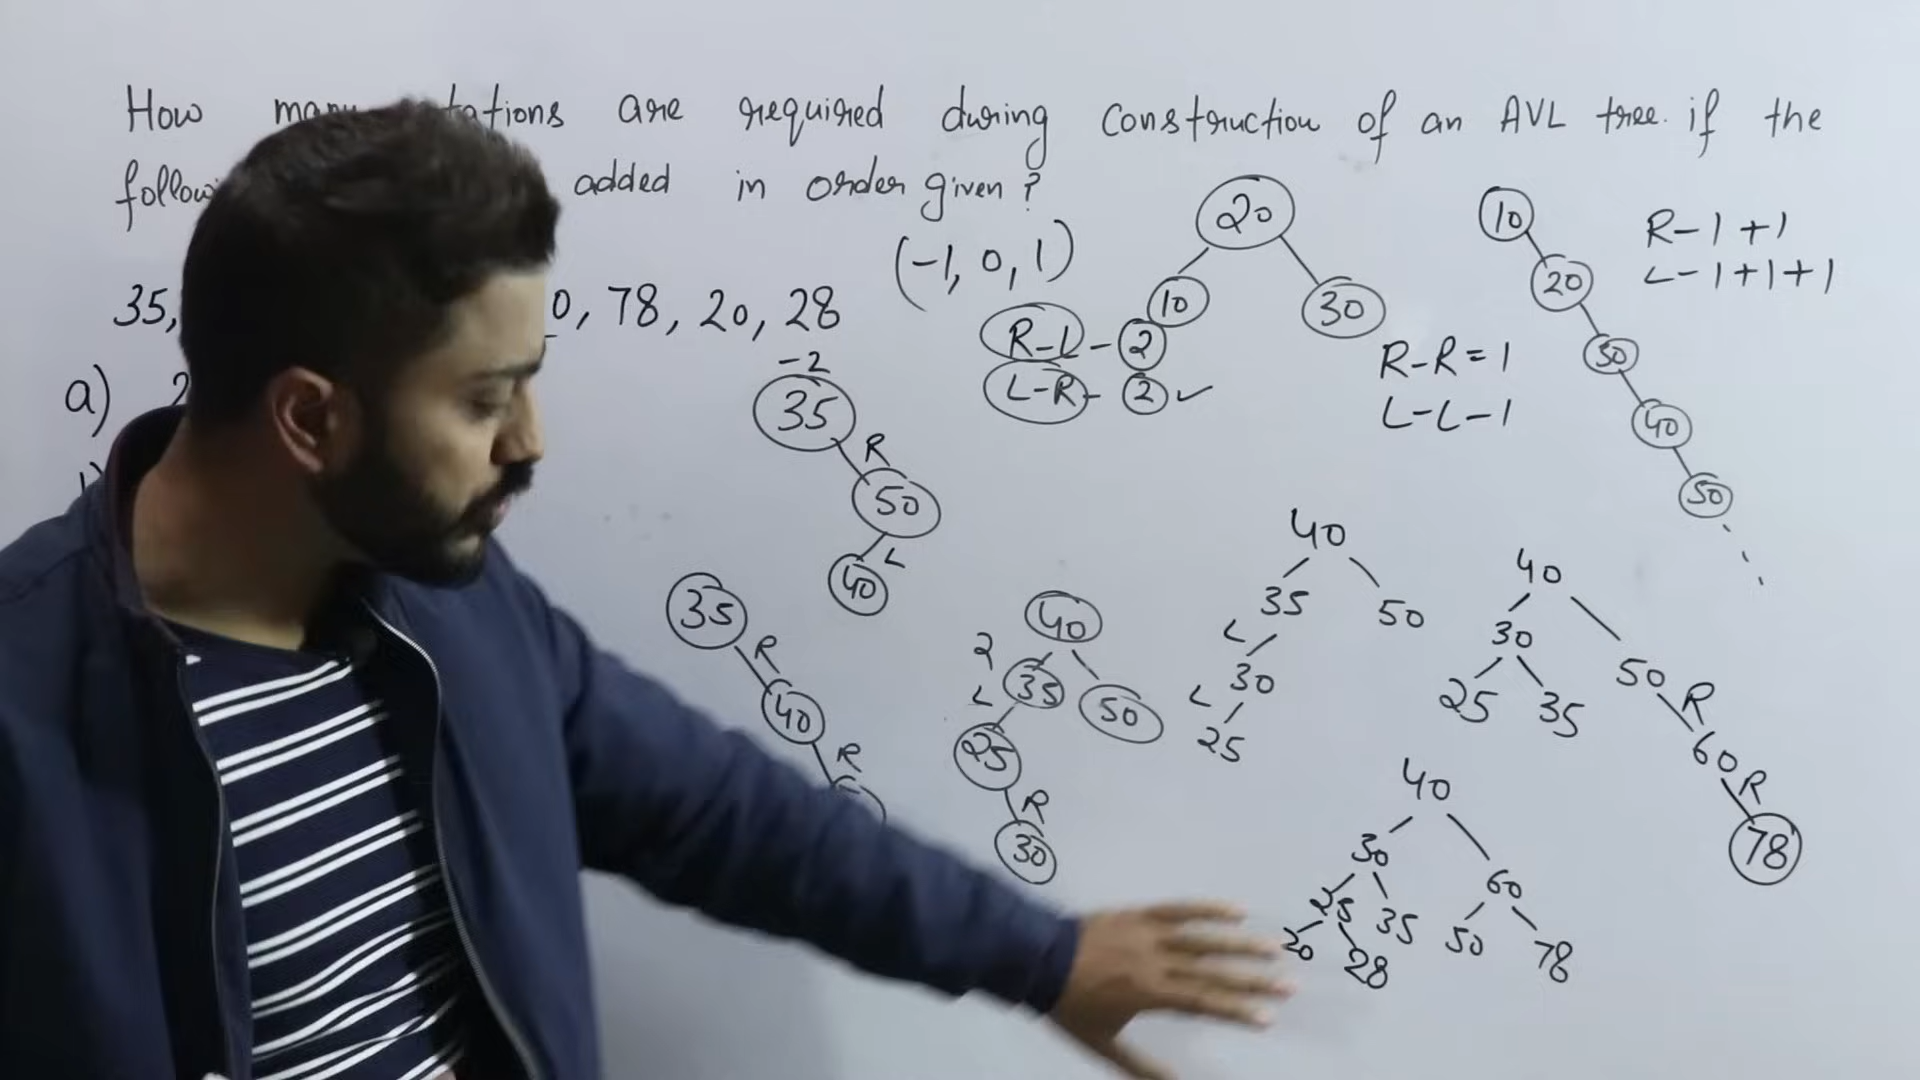 How rotations are required during construction of an AVL tree. if the
added in order given ?
35, 0, 78, 20, 28
(-1, 0, 1)
a) 2
R-L - 2
L-R - 2 ✓
R-R = 1
L-L - 1
R-1+1
L-1+1+1
20
10
30
10
20
30
40
50
-2
35
R
50
L
40
35
R
40
R
40
2
35
L
50
25
R
30
40
35
50
L
30
L
25
40
30
50
25
35
R
60
R
78
40
30
60
25
35
50
78
20
28